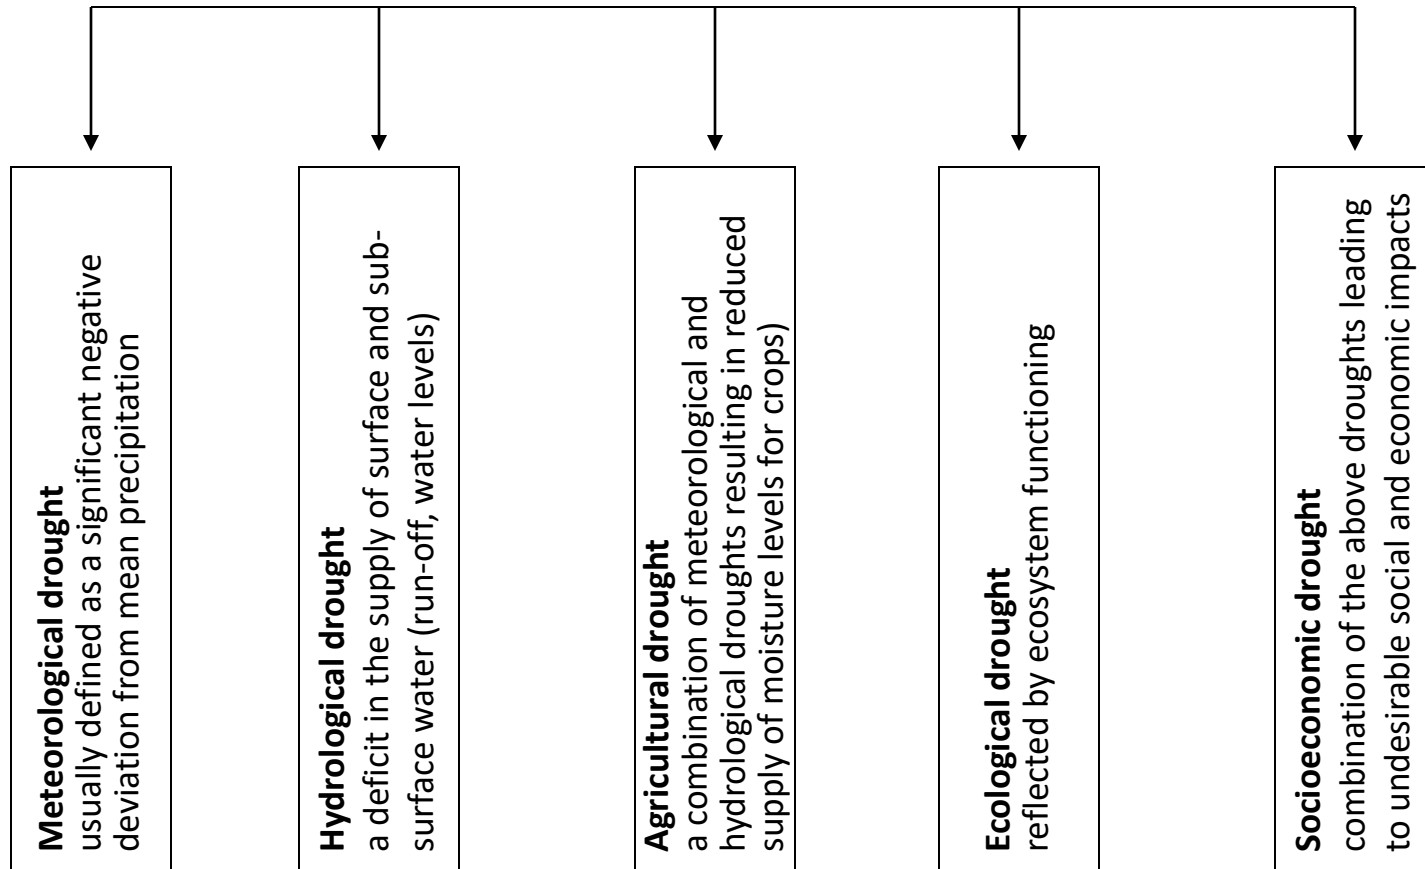 Meteorological drought
usually defined as a significant negative
deviation from mean precipitation
Hydrological drought
a deficit in the supply of surface and sub-
surface water (run-off, water levels)
Agricultural drought
a combination of meteorological and
hydrological droughts resulting in reduced
supply of moisture levels for crops)
Ecological drought
reflected by ecosystem functioning
Socioeconomic drought
combination of the above droughts leading
to undesirable social and economic impacts